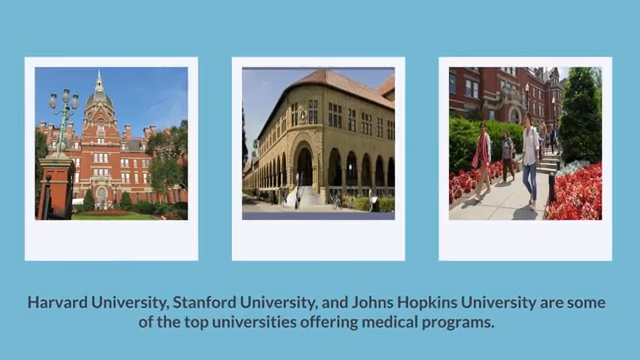 Harvard University, Stanford University, and Johns Hopkins University are some
of the top universities offering medical programs.